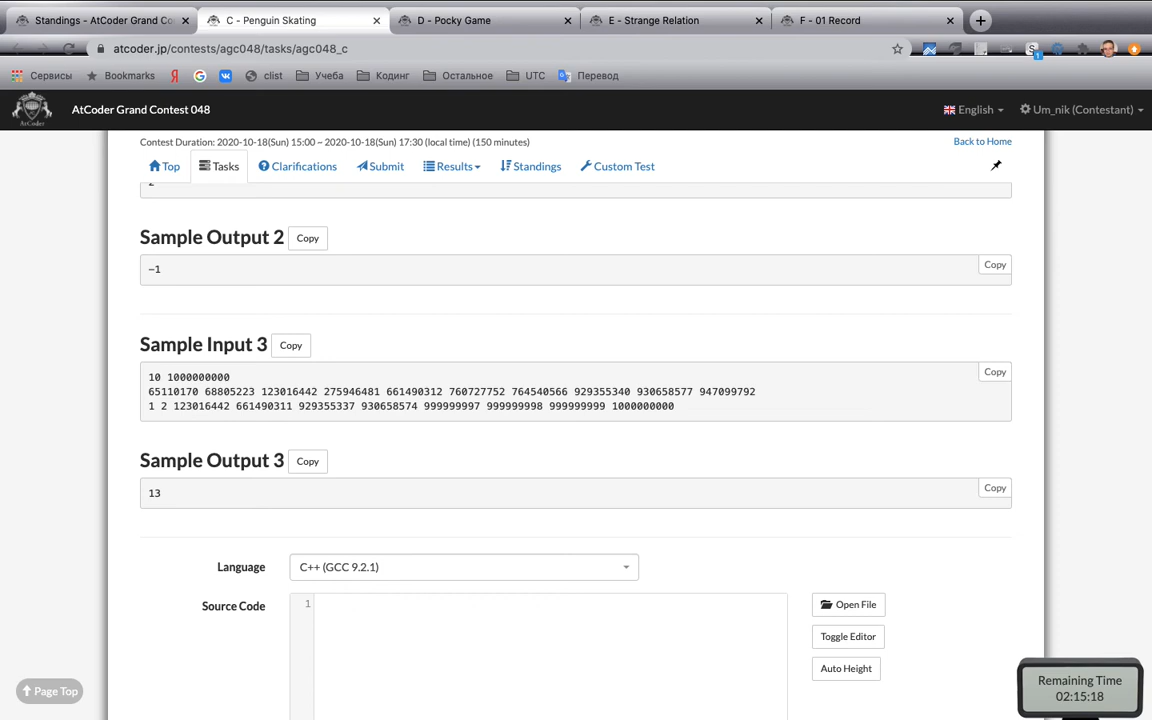 Standings - AtCoder Grand Co
C - Penguin Skating
D - Pocky Game
E - Strange Relation
F - 01 Record
atcoder.jp/contests/agc048/tasks/agc048_c
Сервисы Bookmarks Я G clist Учеба Кодинг Остальное UTC Перевод
AtCoder Grand Contest 048
English
Um_nik (Contestant)
Contest Duration: 2020-10-18(Sun) 15:00 ~ 2020-10-18(Sun) 17:30 (local time) (150 minutes)
Back to Home
Top Tasks Clarifications Submit Results Standings Custom Test
Sample Output 2 Copy
Copy
-1
Sample Input 3 Copy
Copy
10 1000000000
65110170 68805223 123016442 275946481 661490312 760727752 764540566 929355340 930658577 947099792
1 2 123016442 661490311 929355337 930658574 999999997 999999998 999999999 1000000000
Sample Output 3 Copy
Copy
13
Language C++ (GCC 9.2.1)
Source Code 1
Open File
Toggle Editor
Auto Height
Page Top
Remaining Time
02:15:18